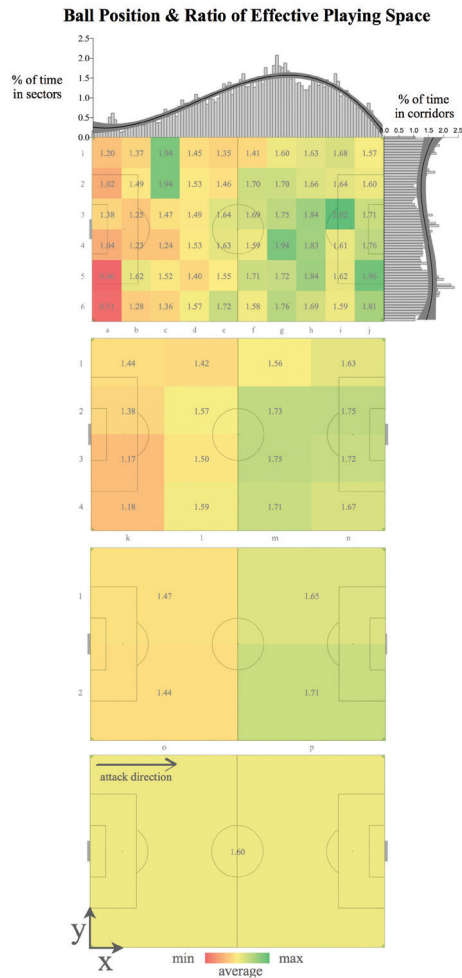 Ball Position & Ratio of Effective Playing Space
% of time
in sectors
2.5
2.0
1.5
1.0
0.5
0.0
% of time
in corridors
0.0 0.5 1.0 1.5 2.0 2.5
1 1.20 1.37 1.94 1.45 1.35 1.41 1.60 1.63 1.68 1.57
2 1.02 1.49 1.94 1.53 1.46 1.70 1.70 1.66 1.64 1.60
3 1.38 1.25 1.47 1.49 1.64 1.69 1.75 1.84 1.71
4 1.04 1.23 1.24 1.53 1.63 1.59 1.94 1.83 1.61 1.76
5 1.62 1.52 1.40 1.55 1.71 1.72 1.84 1.62
6 1.28 1.36 1.57 1.72 1.58 1.76 1.69 1.59 1.81
a b c d e f g h i j
1 1.44 1.42 1.56 1.63
2 1.38 1.57 1.73 1.75
3 1.17 1.50 1.75 1.72
4 1.18 1.59 1.71 1.67
k l m n
1 1.47 1.65
2 1.44 1.71
o p
attack direction
1.60
y
x
min max
average